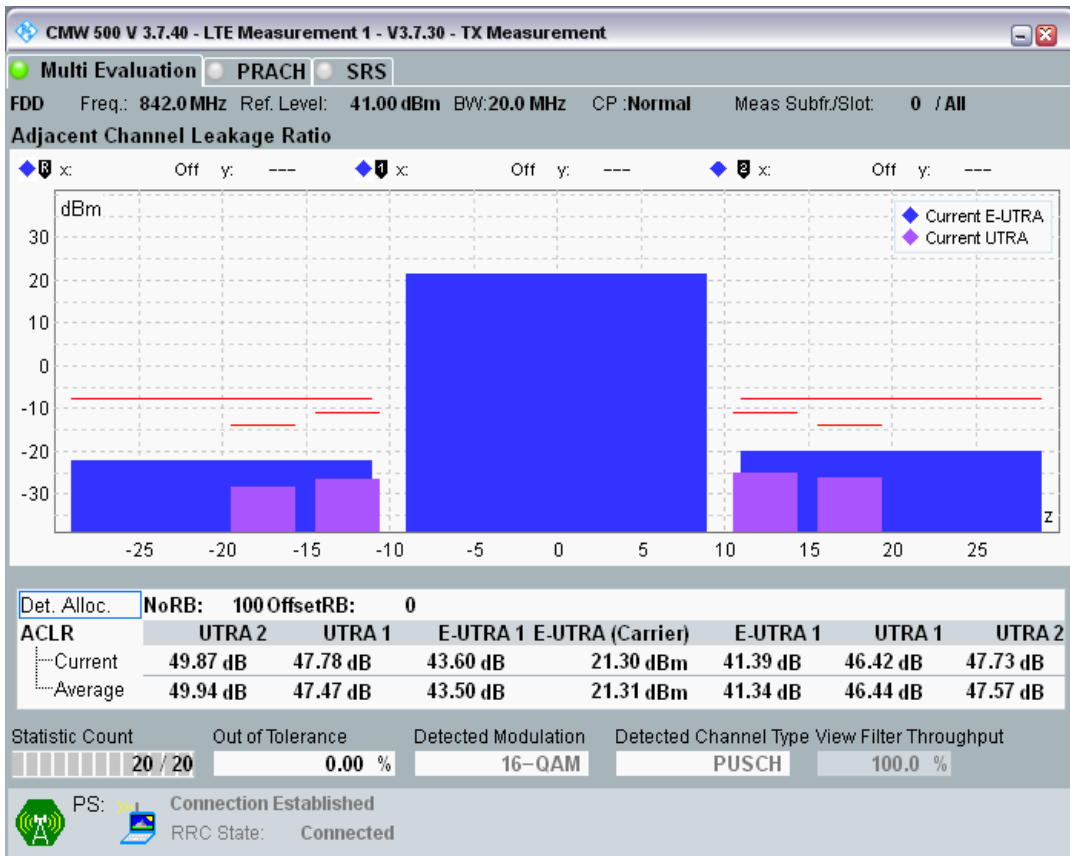 CMW 500 V 3.7.40 - LTE Measurement 1 - V3.7.30 - TX Measurement
Multi Evaluation PRACH SRS
FDD Freq.: 842.0 MHz Ref. Level: 41.00 dBm BW:20.0 MHz CP :Normal Meas Subfr./Slot: 0 / All
Adjacent Channel Leakage Ratio
R x: Off y: --- 1 x: Off y: --- 2 x: Off y: ---
dBm
Current E-UTRA
Current UTRA
30
20
10
0
-10
-20
-30
z
-25 -20 -15 -10 -5 0 5 10 15 20 25
Det. Alloc. NoRB: 100 OffsetRB: 0
ACLR UTRA 2 UTRA 1 E-UTRA 1 E-UTRA (Carrier) E-UTRA 1 UTRA 1 UTRA 2
Current 49.87 dB 47.78 dB 43.60 dB 21.30 dBm 41.39 dB 46.42 dB 47.73 dB
Average 49.94 dB 47.47 dB 43.50 dB 21.31 dBm 41.34 dB 46.44 dB 47.57 dB
Statistic Count Out of Tolerance Detected Modulation Detected Channel Type View Filter Throughput
20 / 20 0.00 % 16-QAM PUSCH 100.0 %
PS: Connection Established
RRC State: Connected